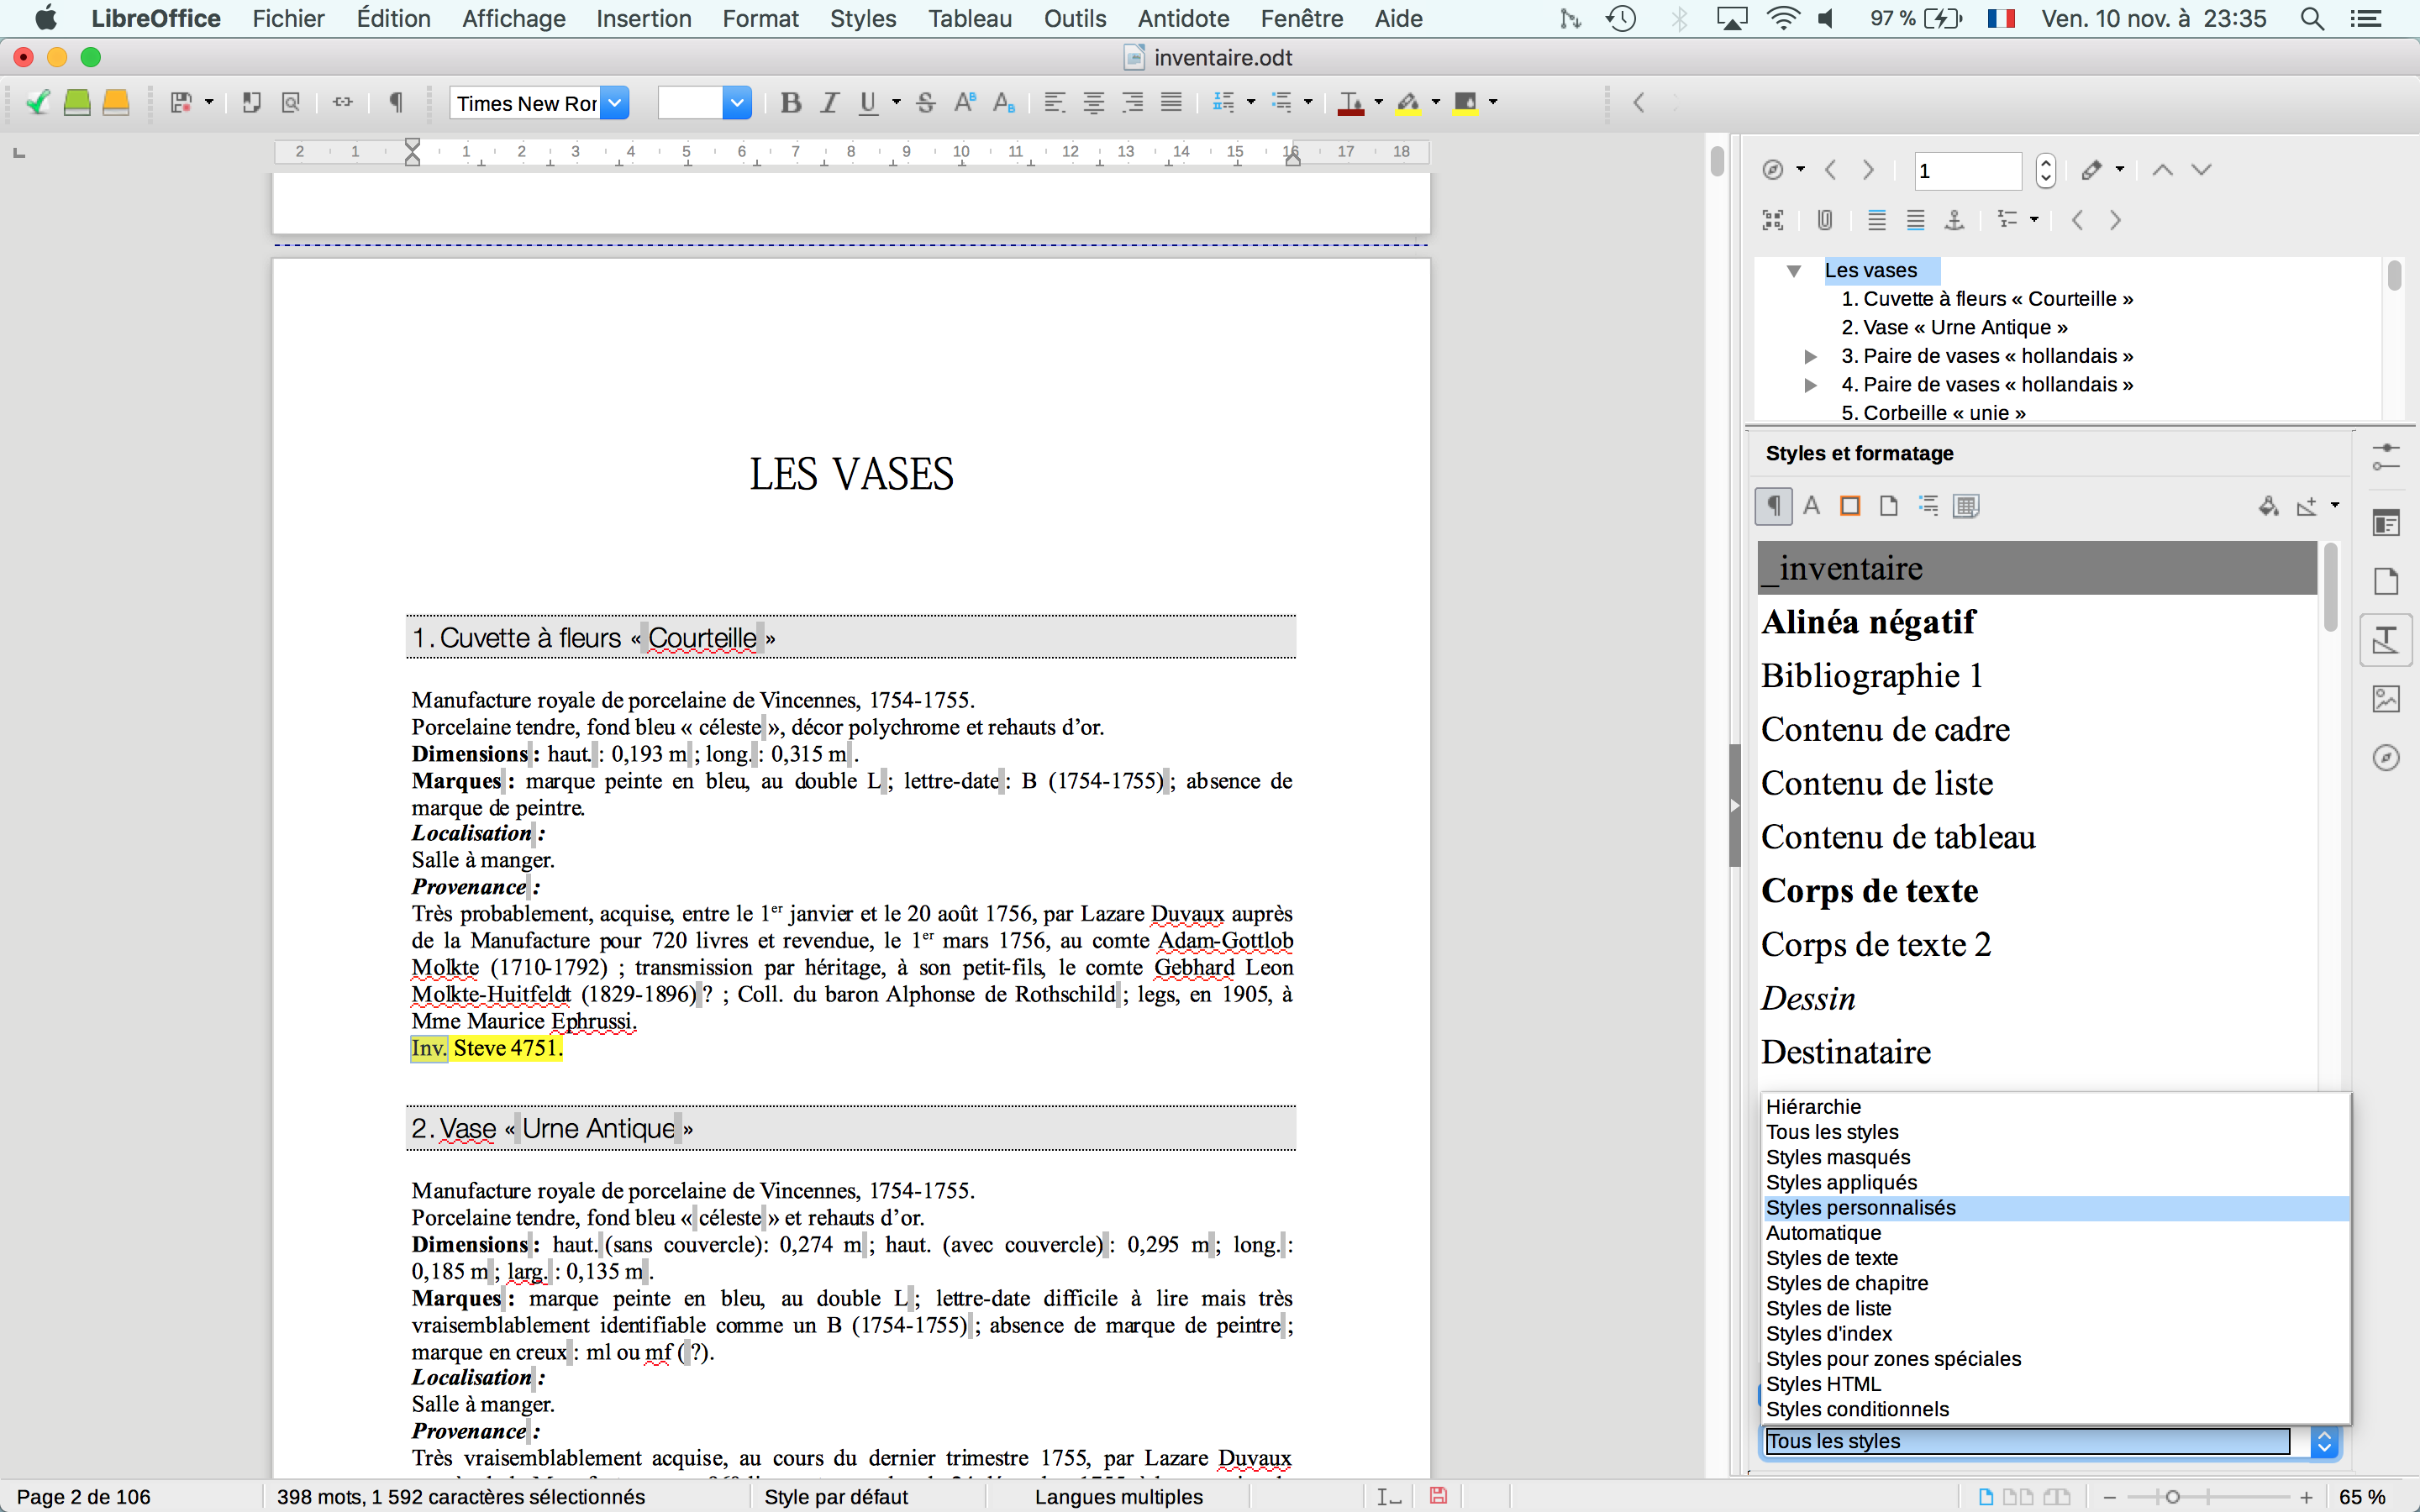 LibreOffice Fichier Édition Affichage Insertion Format Styles Tableau Outils Antidote Fenêtre Aide 97 % Ven. 10 nov. à 23:35
inventaire.odt
Times New Ror
2 1 1 2 3 4 5 6 7 8 9 10 11 12 13 14 15 16 17 18
LES VASES
1. Cuvette à fleurs « Courteille »
Manufacture royale de porcelaine de Vincennes, 1754-1755.
Porcelaine tendre, fond bleu « céleste », décor polychrome et rehauts d’or.
Dimensions : haut. : 0,193 m ; long. : 0,315 m .
Marques : marque peinte en bleu, au double L ; lettre-date : B (1754-1755) ; absence de
marque de peintre.
Localisation :
Salle à manger.
Provenance :
Très probablement, acquise, entre le 1er janvier et le 20 août 1756, par Lazare Duvaux auprès
de la Manufacture pour 720 livres et revendue, le 1er mars 1756, au comte Adam-Gottlob
Molkte (1710-1792) ; transmission par héritage, à son petit-fils, le comte Gebhard Leon
Molkte-Huitfeldt (1829-1896) ? ; Coll. du baron Alphonse de Rothschild ; legs, en 1905, à
Mme Maurice Ephrussi.
Inv. Steve 4751.
2. Vase « Urne Antique »
Manufacture royale de porcelaine de Vincennes, 1754-1755.
Porcelaine tendre, fond bleu « céleste » et rehauts d’or.
Dimensions : haut. (sans couvercle): 0,274 m ; haut. (avec couvercle) : 0,295 m ; long. :
0,185 m ; larg. : 0,135 m .
Marques : marque peinte en bleu, au double L ; lettre-date difficile à lire mais très
vraisemblablement identifiable comme un B (1754-1755) ; absence de marque de peintre ;
marque en creux : ml ou mf ( ?).
Localisation :
Salle à manger.
Provenance :
Très vraisemblablement acquise, au cours du dernier trimestre 1755, par Lazare Duvaux
1
Les vases
1. Cuvette à fleurs « Courteille »
2. Vase « Urne Antique »
3. Paire de vases « hollandais »
4. Paire de vases « hollandais »
5. Corbeille « unie »
Styles et formatage
_inventaire
Alinéa négatif
Bibliographie 1
Contenu de cadre
Contenu de liste
Contenu de tableau
Corps de texte
Corps de texte 2
Dessin
Destinataire
Hiérarchie
Tous les styles
Styles masqués
Styles appliqués
Styles personnalisés
Automatique
Styles de texte
Styles de chapitre
Styles de liste
Styles d'index
Styles pour zones spéciales
Styles HTML
Styles conditionnels
Tous les styles
Page 2 de 106 398 mots, 1 592 caractères sélectionnés Style par défaut Langues multiples 65 %